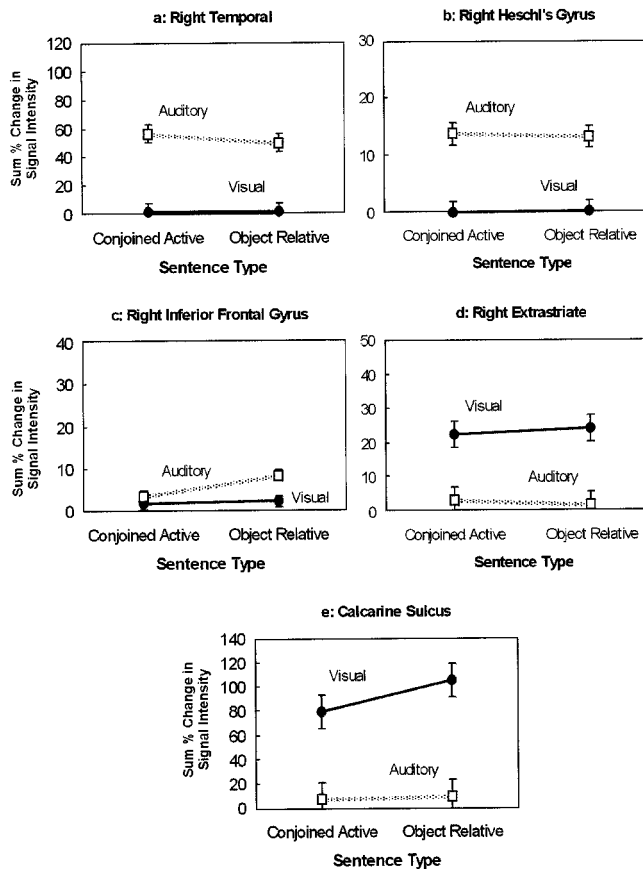 a: Right Temporal
Sum % Change in
Signal Intensity
120
100
80
60
40
20
0
Auditory
Visual
Conjoined Active Object Relative
Sentence Type
b: Right Heschl's Gyrus
30
20
10
0
Auditory
Visual
Conjoined Active Object Relative
Sentence Type
c: Right Inferior Frontal Gyrus
Sum % Change in
Signal Intensity
40
30
20
10
0
Auditory
Visual
Conjoined Active Object Relative
Sentence Type
d: Right Extrastriate
50
40
30
20
10
0
Visual
Auditory
Conjoined Active Object Relative
Sentence Type
e: Calcarine Sulcus
Sum % Change in
Signal Intensity
140
120
100
80
60
40
20
0
Visual
Auditory
Conjoined Active Object Relative
Sentence Type